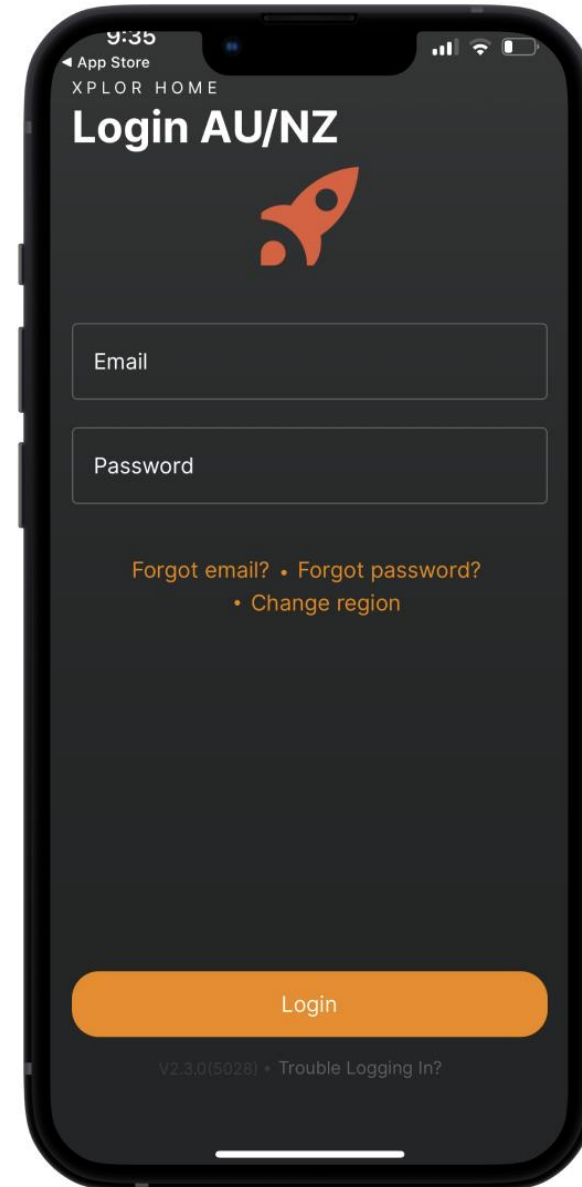 9:35
◀ App Store
XPLOR HOME
Login AU/NZ
Email
Password
Forgot email? • Forgot password?
• Change region
Login
V2.3.0(5028) • Trouble Logging In?